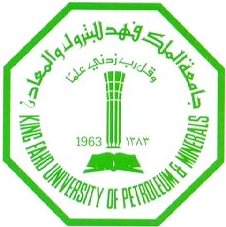 جامعة الملك فهد للبترول والمعادن
وقل رب زدني علما
1963 ١٣٨٣
KING FAHD UNIVERSITY OF PETROLEUM & MINERALS